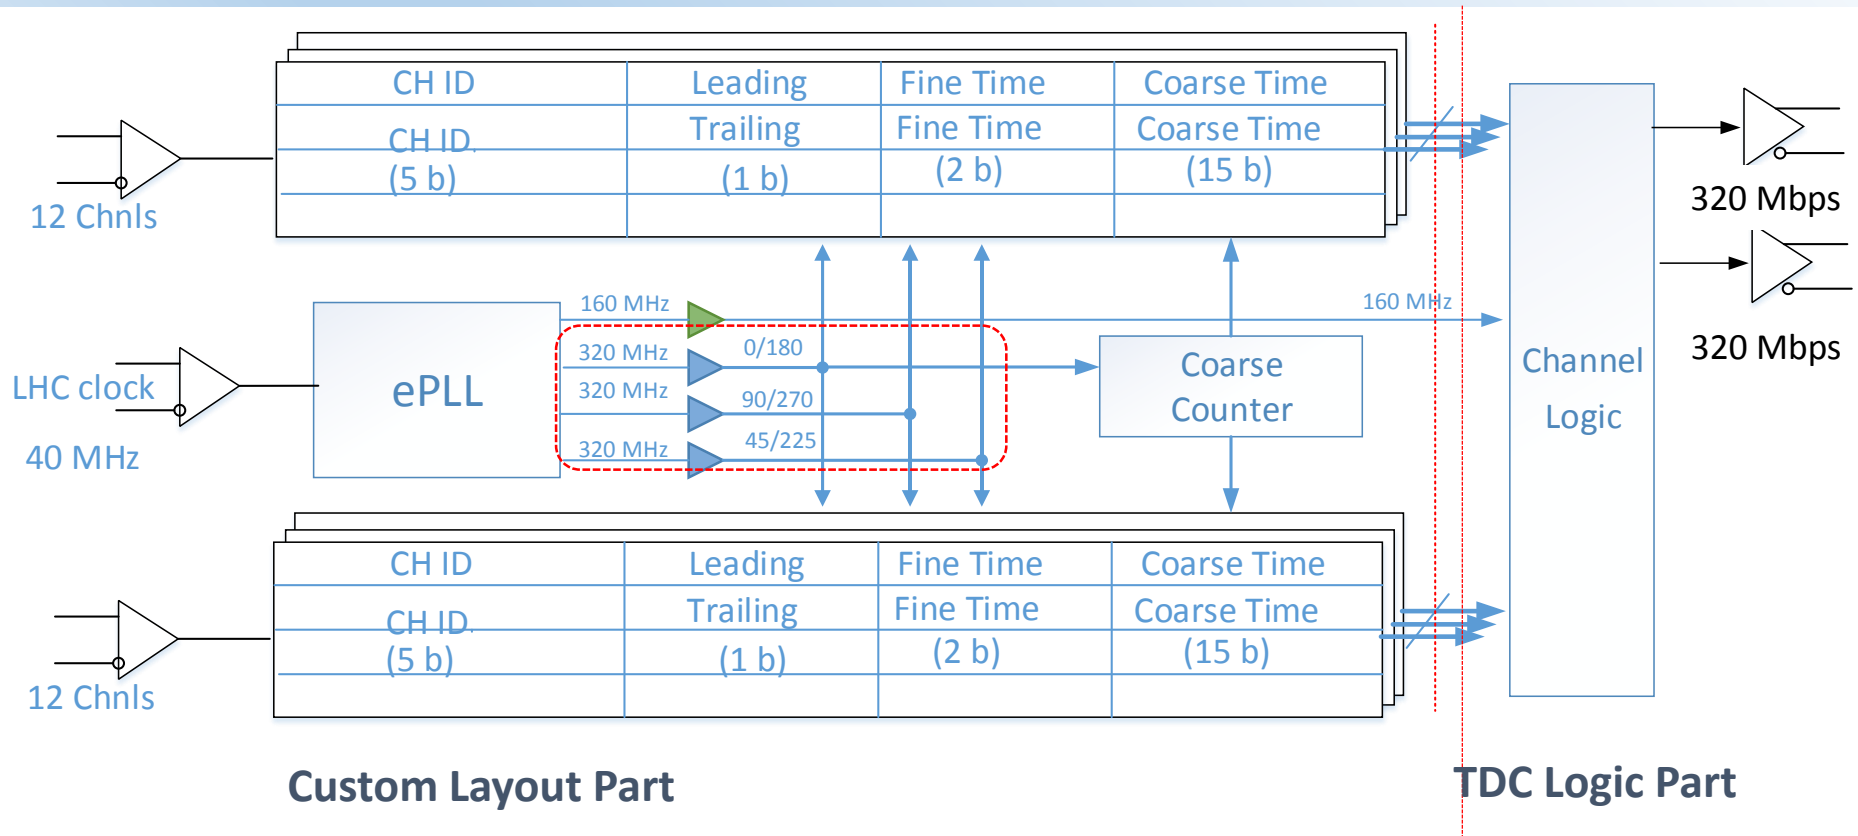 CH ID Leading Fine Time Coarse Time
CH ID. Trailing Fine Time Coarse Time
(5 b) (1 b) (2 b) (15 b)
12 Chnls
320 Mbps
160 MHz 160 MHz
320 MHz 0/180
320 MHz 90/270
320 MHz 45/225
LHC clock
40 MHz
ePLL
Coarse
Counter
Channel
Logic
320 Mbps
CH ID Leading Fine Time Coarse Time
CH ID. Trailing Fine Time Coarse Time
(5 b) (1 b) (2 b) (15 b)
12 Chnls
Custom Layout Part
TDC Logic Part